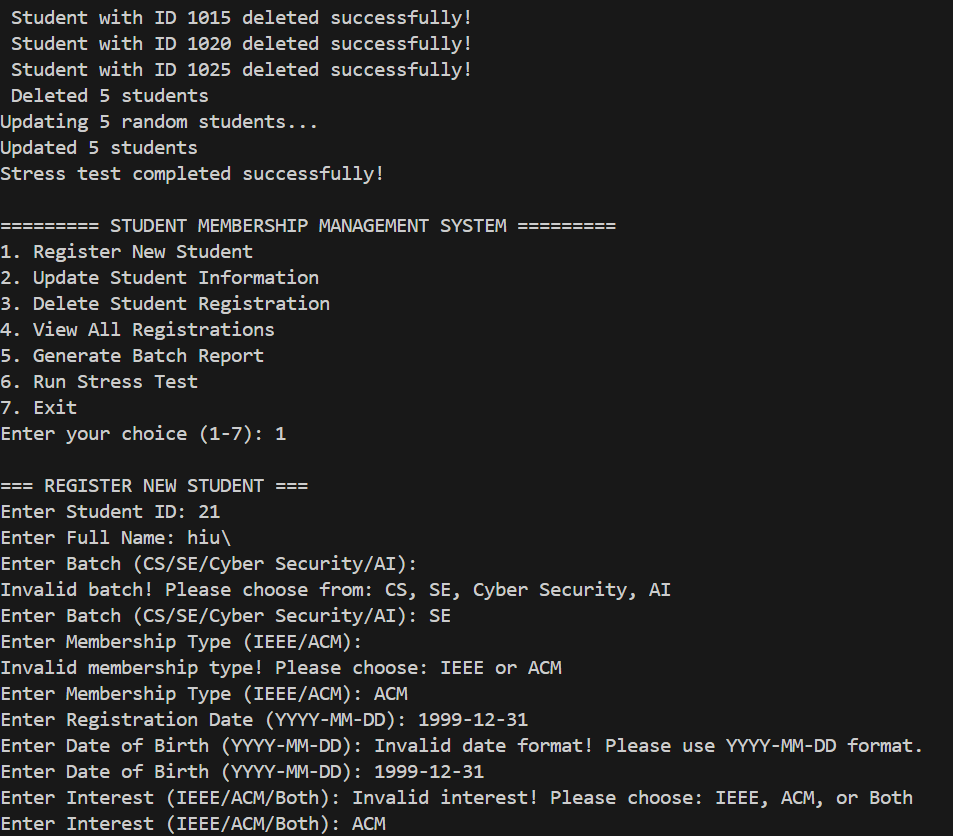 Student with ID 1015 deleted successfully!
Student with ID 1020 deleted successfully!
Student with ID 1025 deleted successfully!
Deleted 5 students
Updating 5 random students...
Updated 5 students
Stress test completed successfully!
========= STUDENT MEMBERSHIP MANAGEMENT SYSTEM =========
1. Register New Student
2. Update Student Information
3. Delete Student Registration
4. View All Registrations
5. Generate Batch Report
6. Run Stress Test
7. Exit
Enter your choice (1-7): 1
=== REGISTER NEW STUDENT ===
Enter Student ID: 21
Enter Full Name: hiu\
Enter Batch (CS/SE/Cyber Security/AI):
Invalid batch! Please choose from: CS, SE, Cyber Security, AI
Enter Batch (CS/SE/Cyber Security/AI): SE
Enter Membership Type (IEEE/ACM):
Invalid membership type! Please choose: IEEE or ACM
Enter Membership Type (IEEE/ACM): ACM
Enter Registration Date (YYYY-MM-DD): 1999-12-31
Enter Date of Birth (YYYY-MM-DD): Invalid date format! Please use YYYY-MM-DD format.
Enter Date of Birth (YYYY-MM-DD): 1999-12-31
Enter Interest (IEEE/ACM/Both): Invalid interest! Please choose: IEEE, ACM, or Both
Enter Interest (IEEE/ACM/Both): ACM